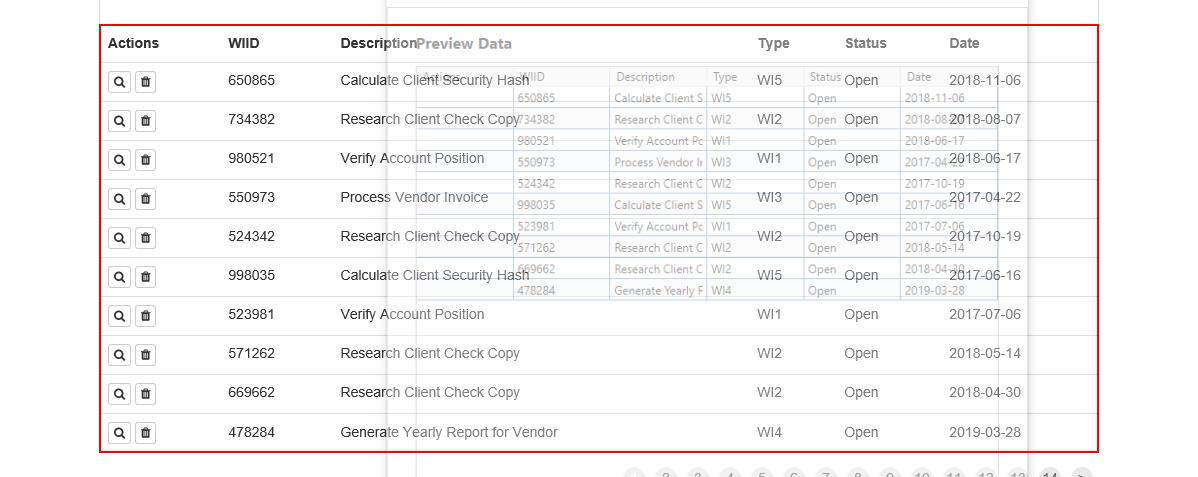 Actions WIID Description Type Status Date
650865 Calculate Client Security Hash WI5 Open 2018-11-06
734382 Research Client Check Copy WI2 Open 2018-08-07
980521 Verify Account Position WI1 Open 2018-06-17
550973 Process Vendor Invoice WI3 Open 2017-04-22
524342 Research Client Check Copy WI2 Open 2017-10-19
998035 Calculate Client Security Hash WI5 Open 2017-06-16
523981 Verify Account Position WI1 Open 2017-07-06
571262 Research Client Check Copy WI2 Open 2018-05-14
669662 Research Client Check Copy WI2 Open 2018-04-30
478284 Generate Yearly Report for Vendor WI4 Open 2019-03-28
Preview Data
Actions WIID Description Type Status Date
650865 Calculate Client S WI5 Open 2018-11-06
734382 Research Client C WI2 Open 2018-08-07
980521 Verify Account Pc WI1 Open 2018-06-17
550973 Process Vendor Ir WI3 Open 2017-04-22
524342 Research Client C WI2 Open 2017-10-19
998035 Calculate Client S WI5 Open 2017-06-16
523981 Verify Account Pc WI1 Open 2017-07-06
571262 Research Client C WI2 Open 2018-05-14
669662 Research Client C WI2 Open 2018-04-30
478284 Generate Yearly R WI4 Open 2019-03-28
2 3 4 5 6 7 8 9 10 11 12 13 14 >